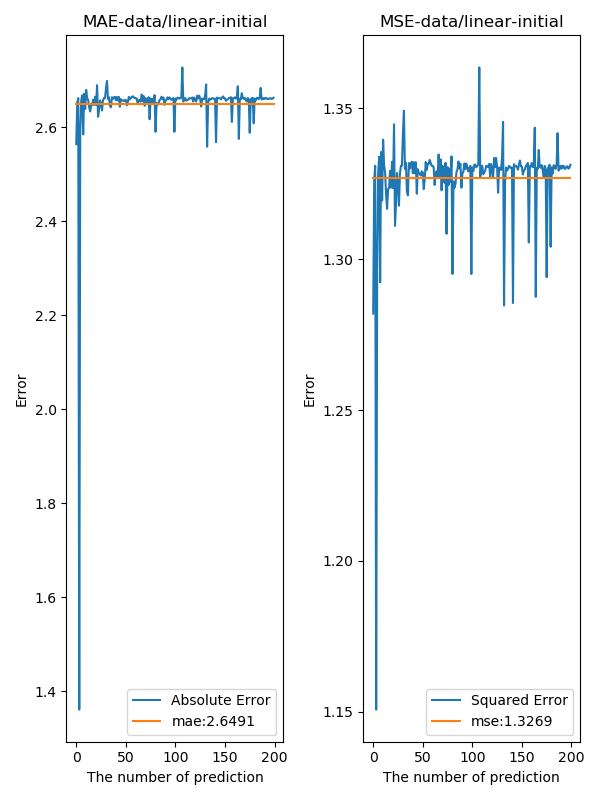 MAE-data/linear-initial
2.6
2.4
2.2
2.0
1.8
1.6
1.4
Error
0
50
100
150
200
The number of prediction
Absolute Error
mae:2.6491
MSE-data/linear-initial
1.35
1.30
1.25
1.20
1.15
Error
0
50
100
150
200
The number of prediction
Squared Error
mse:1.3269